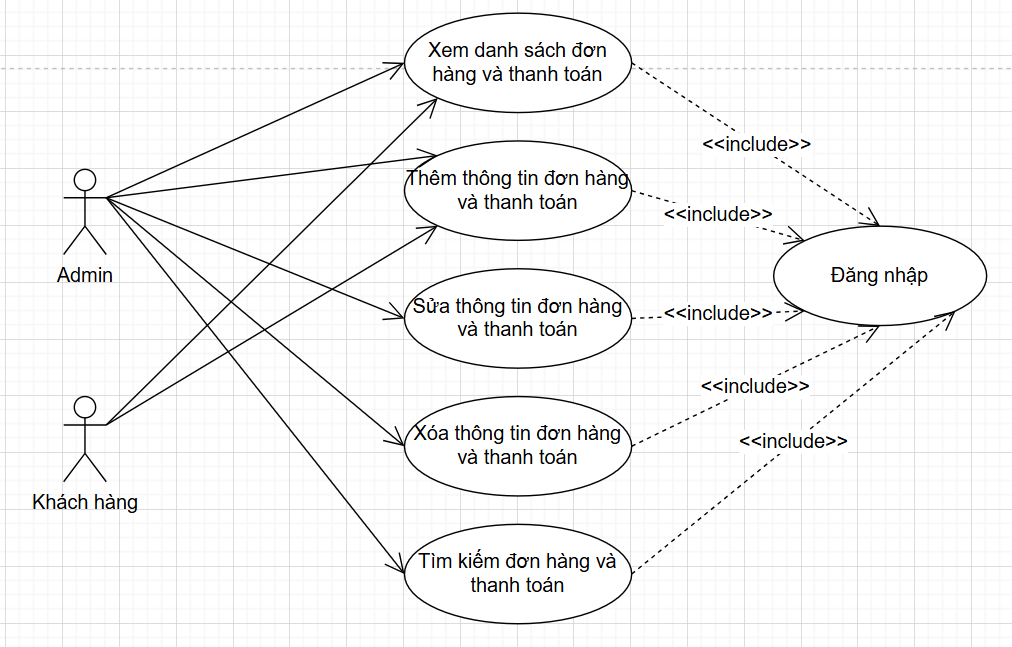 Xem danh sách đơn
hàng và thanh toán
<<include>>
Thêm thông tin đơn hàng
và thanh toán
<<include>>
Admin
Đăng nhập
Sửa thông tin đơn hàng
và thanh toán
<<include>>
<<include>>
Xóa thông tin đơn hàng
và thanh toán
<<include>>
Khách hàng
Tìm kiếm đơn hàng và
thanh toán